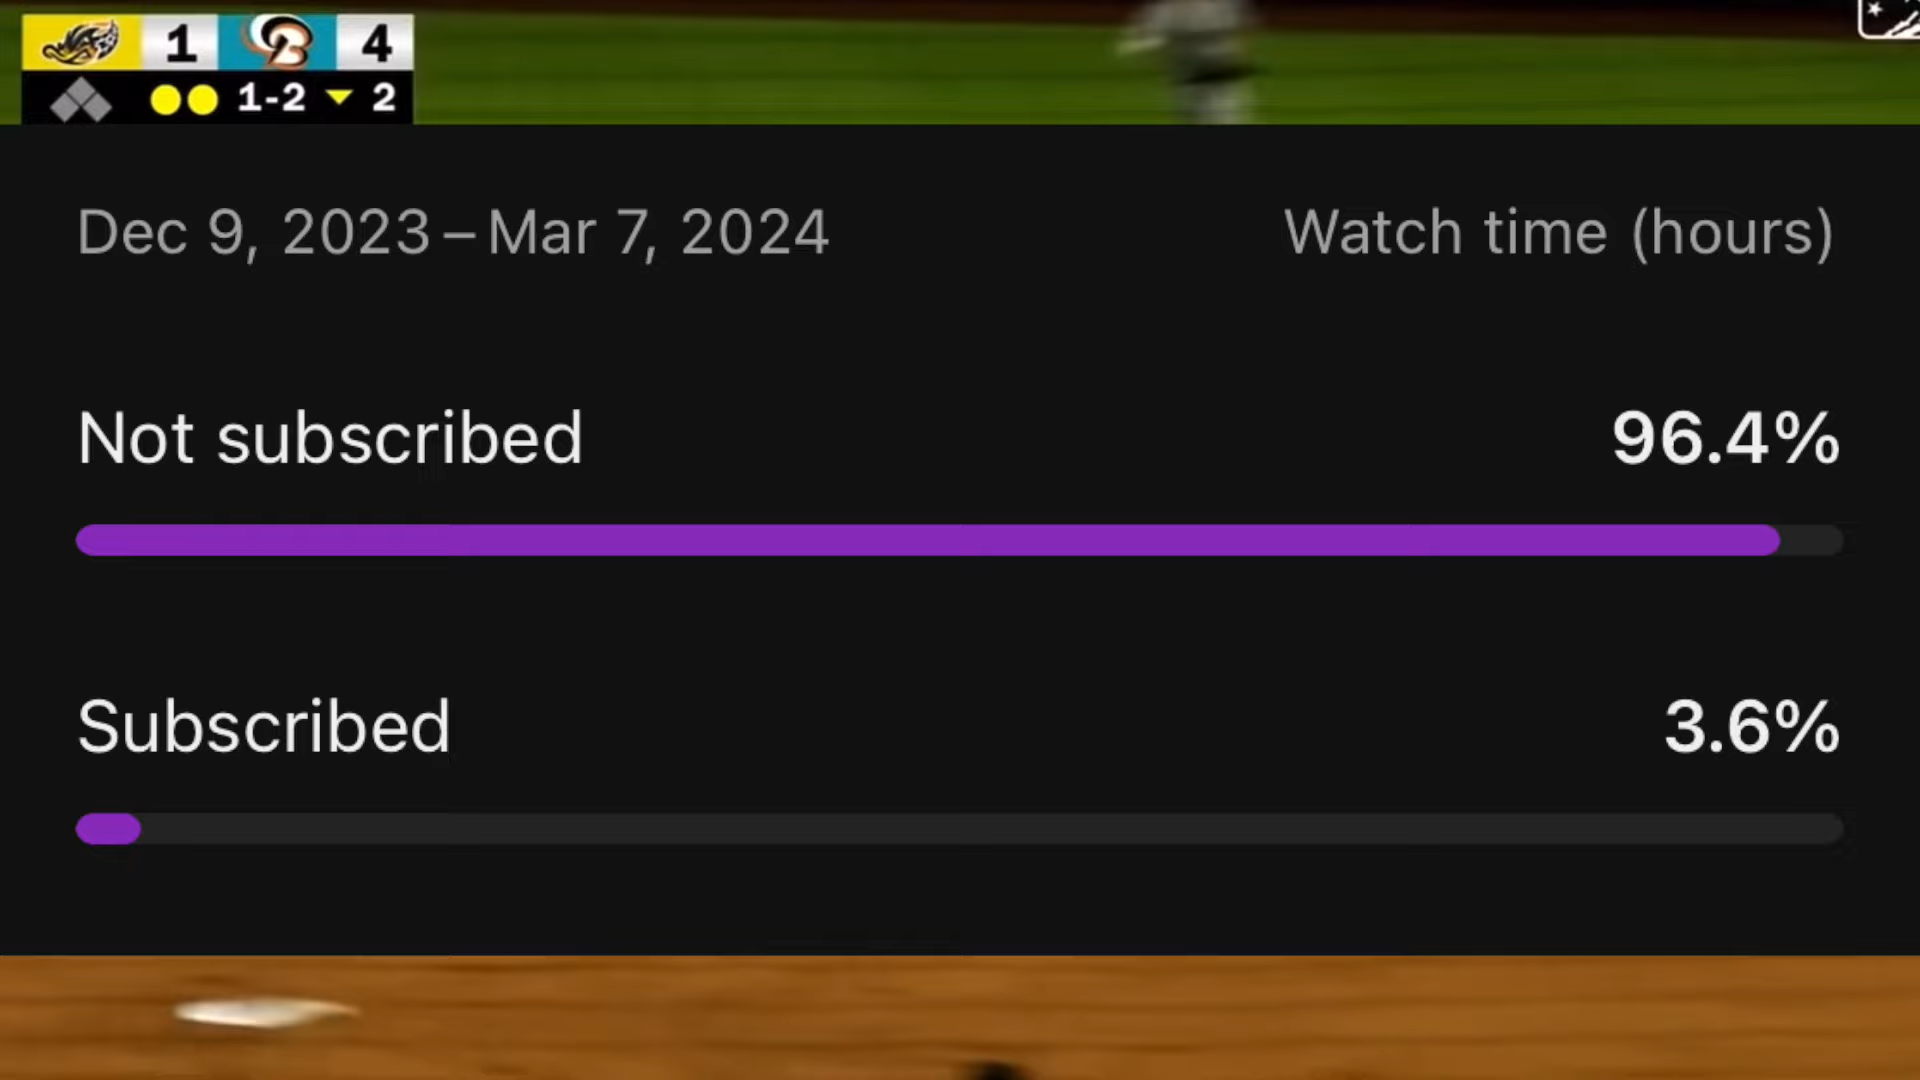 1 B 4
1-2 2
Dec 9, 2023 – Mar 7, 2024 Watch time (hours)
Not subscribed 96.4%
Subscribed 3.6%